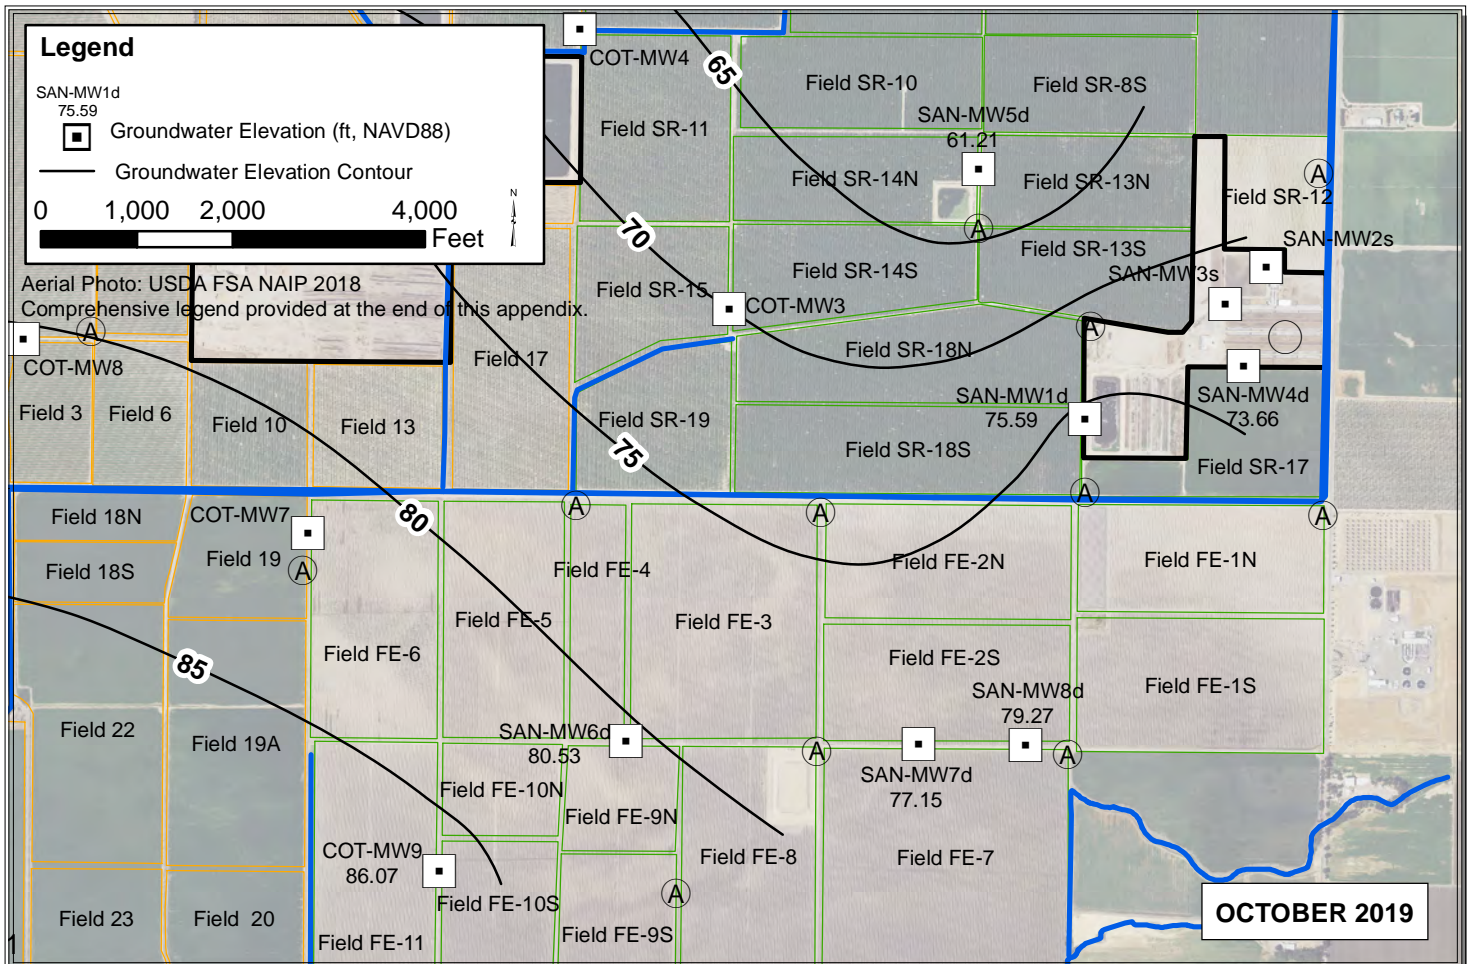 Legend
SAN-MW1d
75.59
Groundwater Elevation (ft, NAVD88)
Groundwater Elevation Contour
N
0 1,000 2,000 4,000
Feet
Aerial Photo: USDA FSA NAIP 2018
Comprehensive legend provided at the end of this appendix.
COT-MW4
65
Field SR-10
Field SR-8S
Field SR-11
SAN-MW5d
61.21
Field SR-14N
Field SR-13N
A
Field SR-12
70
A
Field SR-13S
SAN-MW2s
Field SR-14S
SAN-MW3s
Field SR-15
COT-MW3
A
A
Field SR-18N
Field 17
COT-MW8
SAN-MW1d
75.59
SAN-MW4d
73.66
Field 3
Field 6
Field 10
Field 13
Field SR-19
75
Field SR-18S
Field SR-17
A
A
A
A
80
Field 18N
COT-MW7
Field 19
Field 18S
A
Field FE-4
Field FE-2N
Field FE-1N
Field FE-5
Field FE-3
Field FE-6
85
Field FE-2S
Field FE-1S
SAN-MW8d
79.27
Field 22
Field 19A
SAN-MW6d
80.53
A
A
SAN-MW7d
77.15
Field FE-10N
Field FE-9N
COT-MW9
86.07
Field FE-8
Field FE-7
A
Field FE-10S
Field 23
Field 20
Field FE-11
Field FE-9S
OCTOBER 2019
1